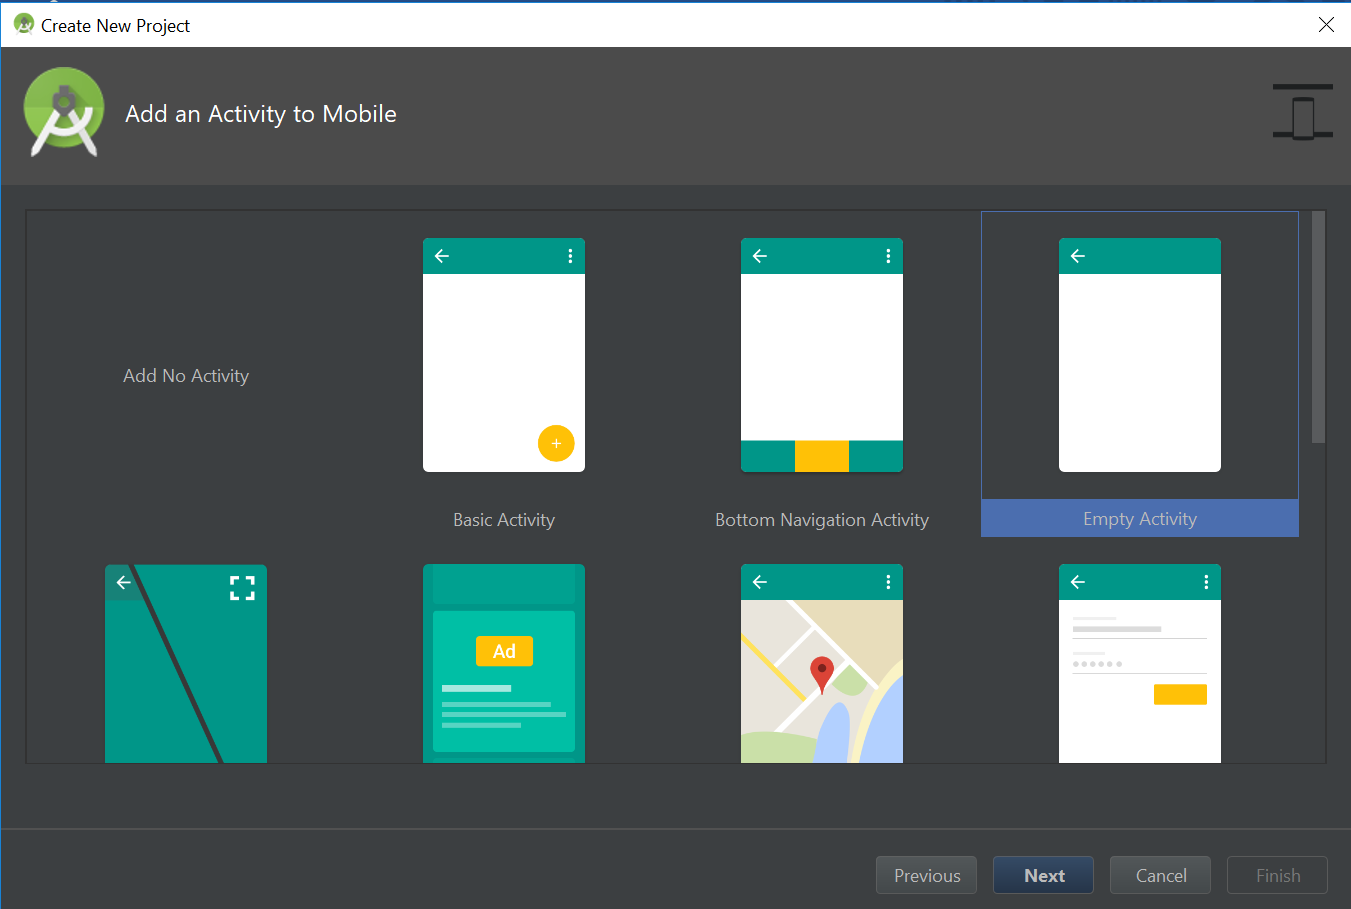 Create New Project
Add an Activity to Mobile
Add No Activity
Basic Activity
Bottom Navigation Activity
Empty Activity
Ad
Previous
Next
Cancel
Finish